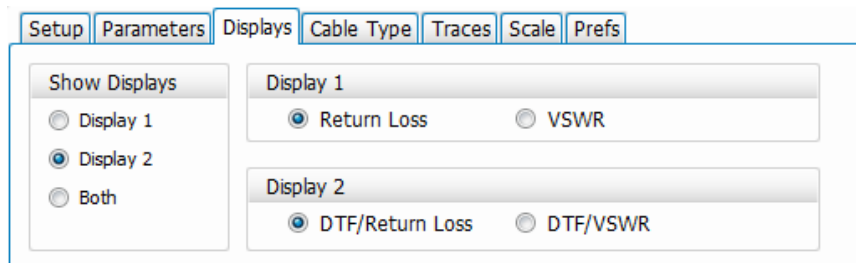 Setup Parameters Displays Cable Type Traces Scale Prefs
Show Displays
Display 1
Display 2
Both
Display 1
Return Loss VSWR
Display 2
DTF/Return Loss DTF/VSWR